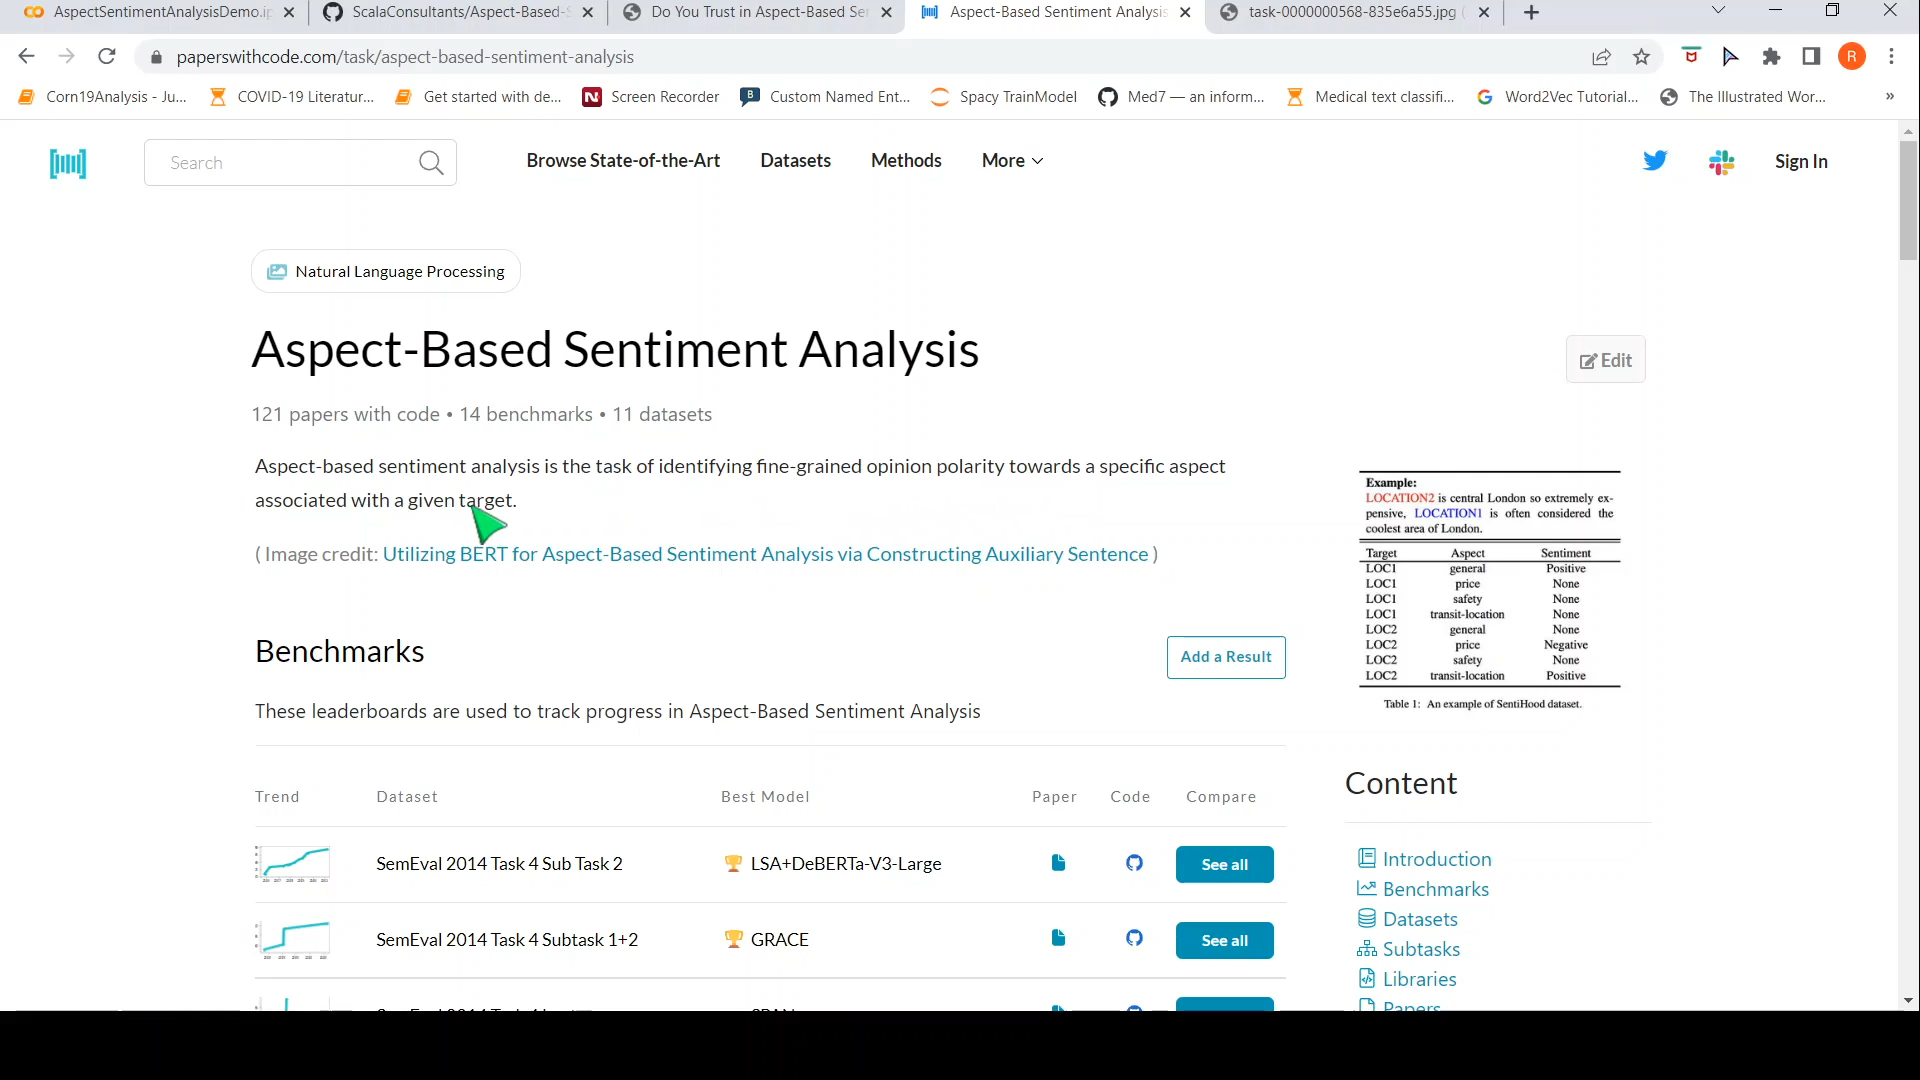 AspectSentimentAnalysisDemo.ip
ScalaConsultants/Aspect-Based-S
Do You Trust in Aspect-Based Ser
Aspect-Based Sentiment Analysis
task-0000000568-835e6a55.jpg (
paperswithcode.com/task/aspect-based-sentiment-analysis
R
Corn19Analysis - Ju...
COVID-19 Literatur...
Get started with de...
Screen Recorder
Custom Named Ent...
Spacy TrainModel
Med7 — an inform...
Medical text classifi...
Word2Vec Tutorial...
The Illustrated Wor...
»
Search
Browse State-of-the-Art
Datasets
Methods
More
Sign In
Natural Language Processing
Aspect-Based Sentiment Analysis
Edit
121 papers with code • 14 benchmarks • 11 datasets
Aspect-based sentiment analysis is the task of identifying fine-grained opinion polarity towards a specific aspect
associated with a given target.
( Image credit: Utilizing BERT for Aspect-Based Sentiment Analysis via Constructing Auxiliary Sentence )
Example:
LOCATION2 is central London so extremely ex-
pensive, LOCATION1 is often considered the
coolest area of London.
Target Aspect Sentiment
LOC1 general Positive
LOC1 price None
LOC1 safety None
LOC1 transit-location None
LOC2 general None
LOC2 price Negative
LOC2 safety None
LOC2 transit-location Positive
Table 1: An example of SentiHood dataset.
Benchmarks
Add a Result
These leaderboards are used to track progress in Aspect-Based Sentiment Analysis
Trend Dataset Best Model Paper Code Compare
SemEval 2014 Task 4 Sub Task 2 LSA+DeBERTa-V3-Large See all
SemEval 2014 Task 4 Subtask 1+2 GRACE See all
Content
Introduction
Benchmarks
Datasets
Subtasks
Libraries
Papers